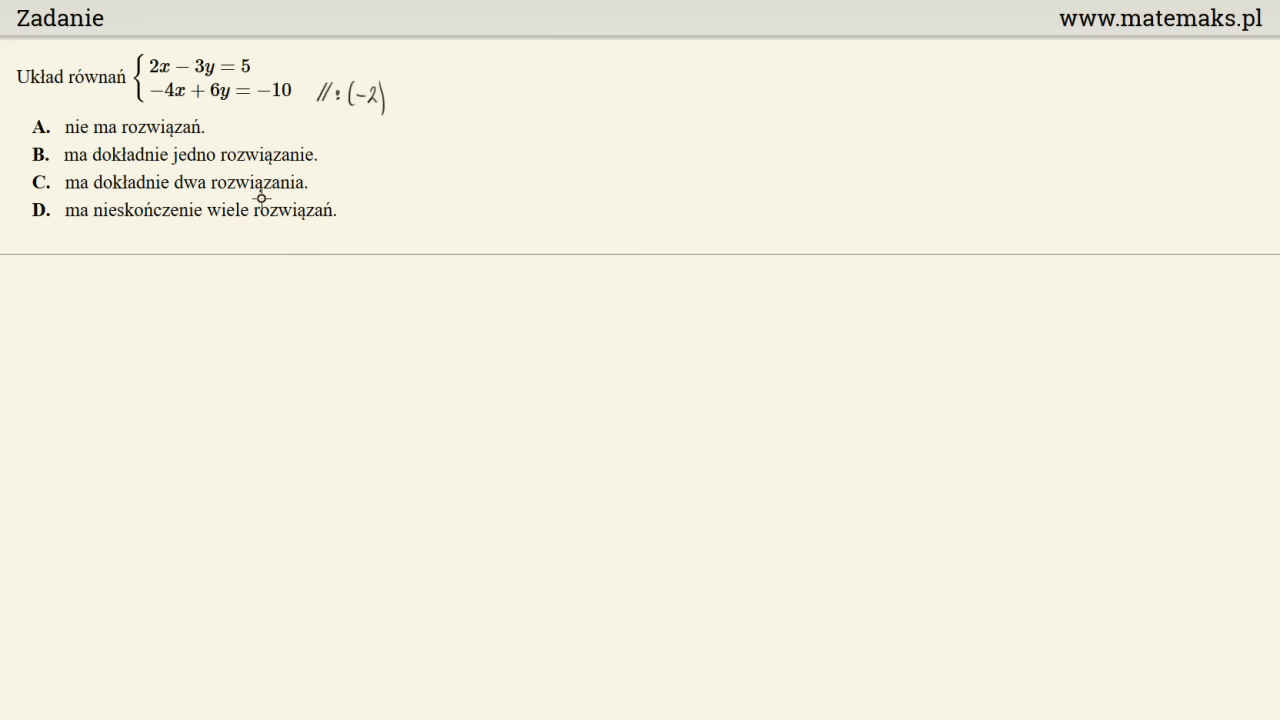 Zadanie
www.matemaks.pl
Układ równań { 2x − 3y = 5
−4x + 6y = −10 //:(−2)
A. nie ma rozwiązań.
B. ma dokładnie jedno rozwiązanie.
C. ma dokładnie dwa rozwiązania.
D. ma nieskończenie wiele rozwiązań.